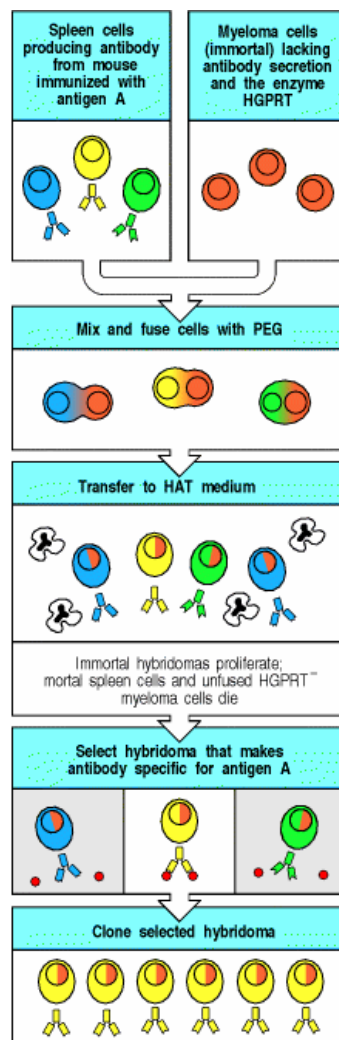 Spleen cells
producing antibody
from mouse
immunized with
antigen A
Myeloma cells
(immortal) lacking
antibody secretion
and the enzyme
HGPRT
Mix and fuse cells with PEG
Transfer to HAT medium
Immortal hybridomas proliferate;
mortal spleen cells and unfused HGPRT⁻
myeloma cells die
Select hybridoma that makes
antibody specific for antigen A
Clone selected hybridoma